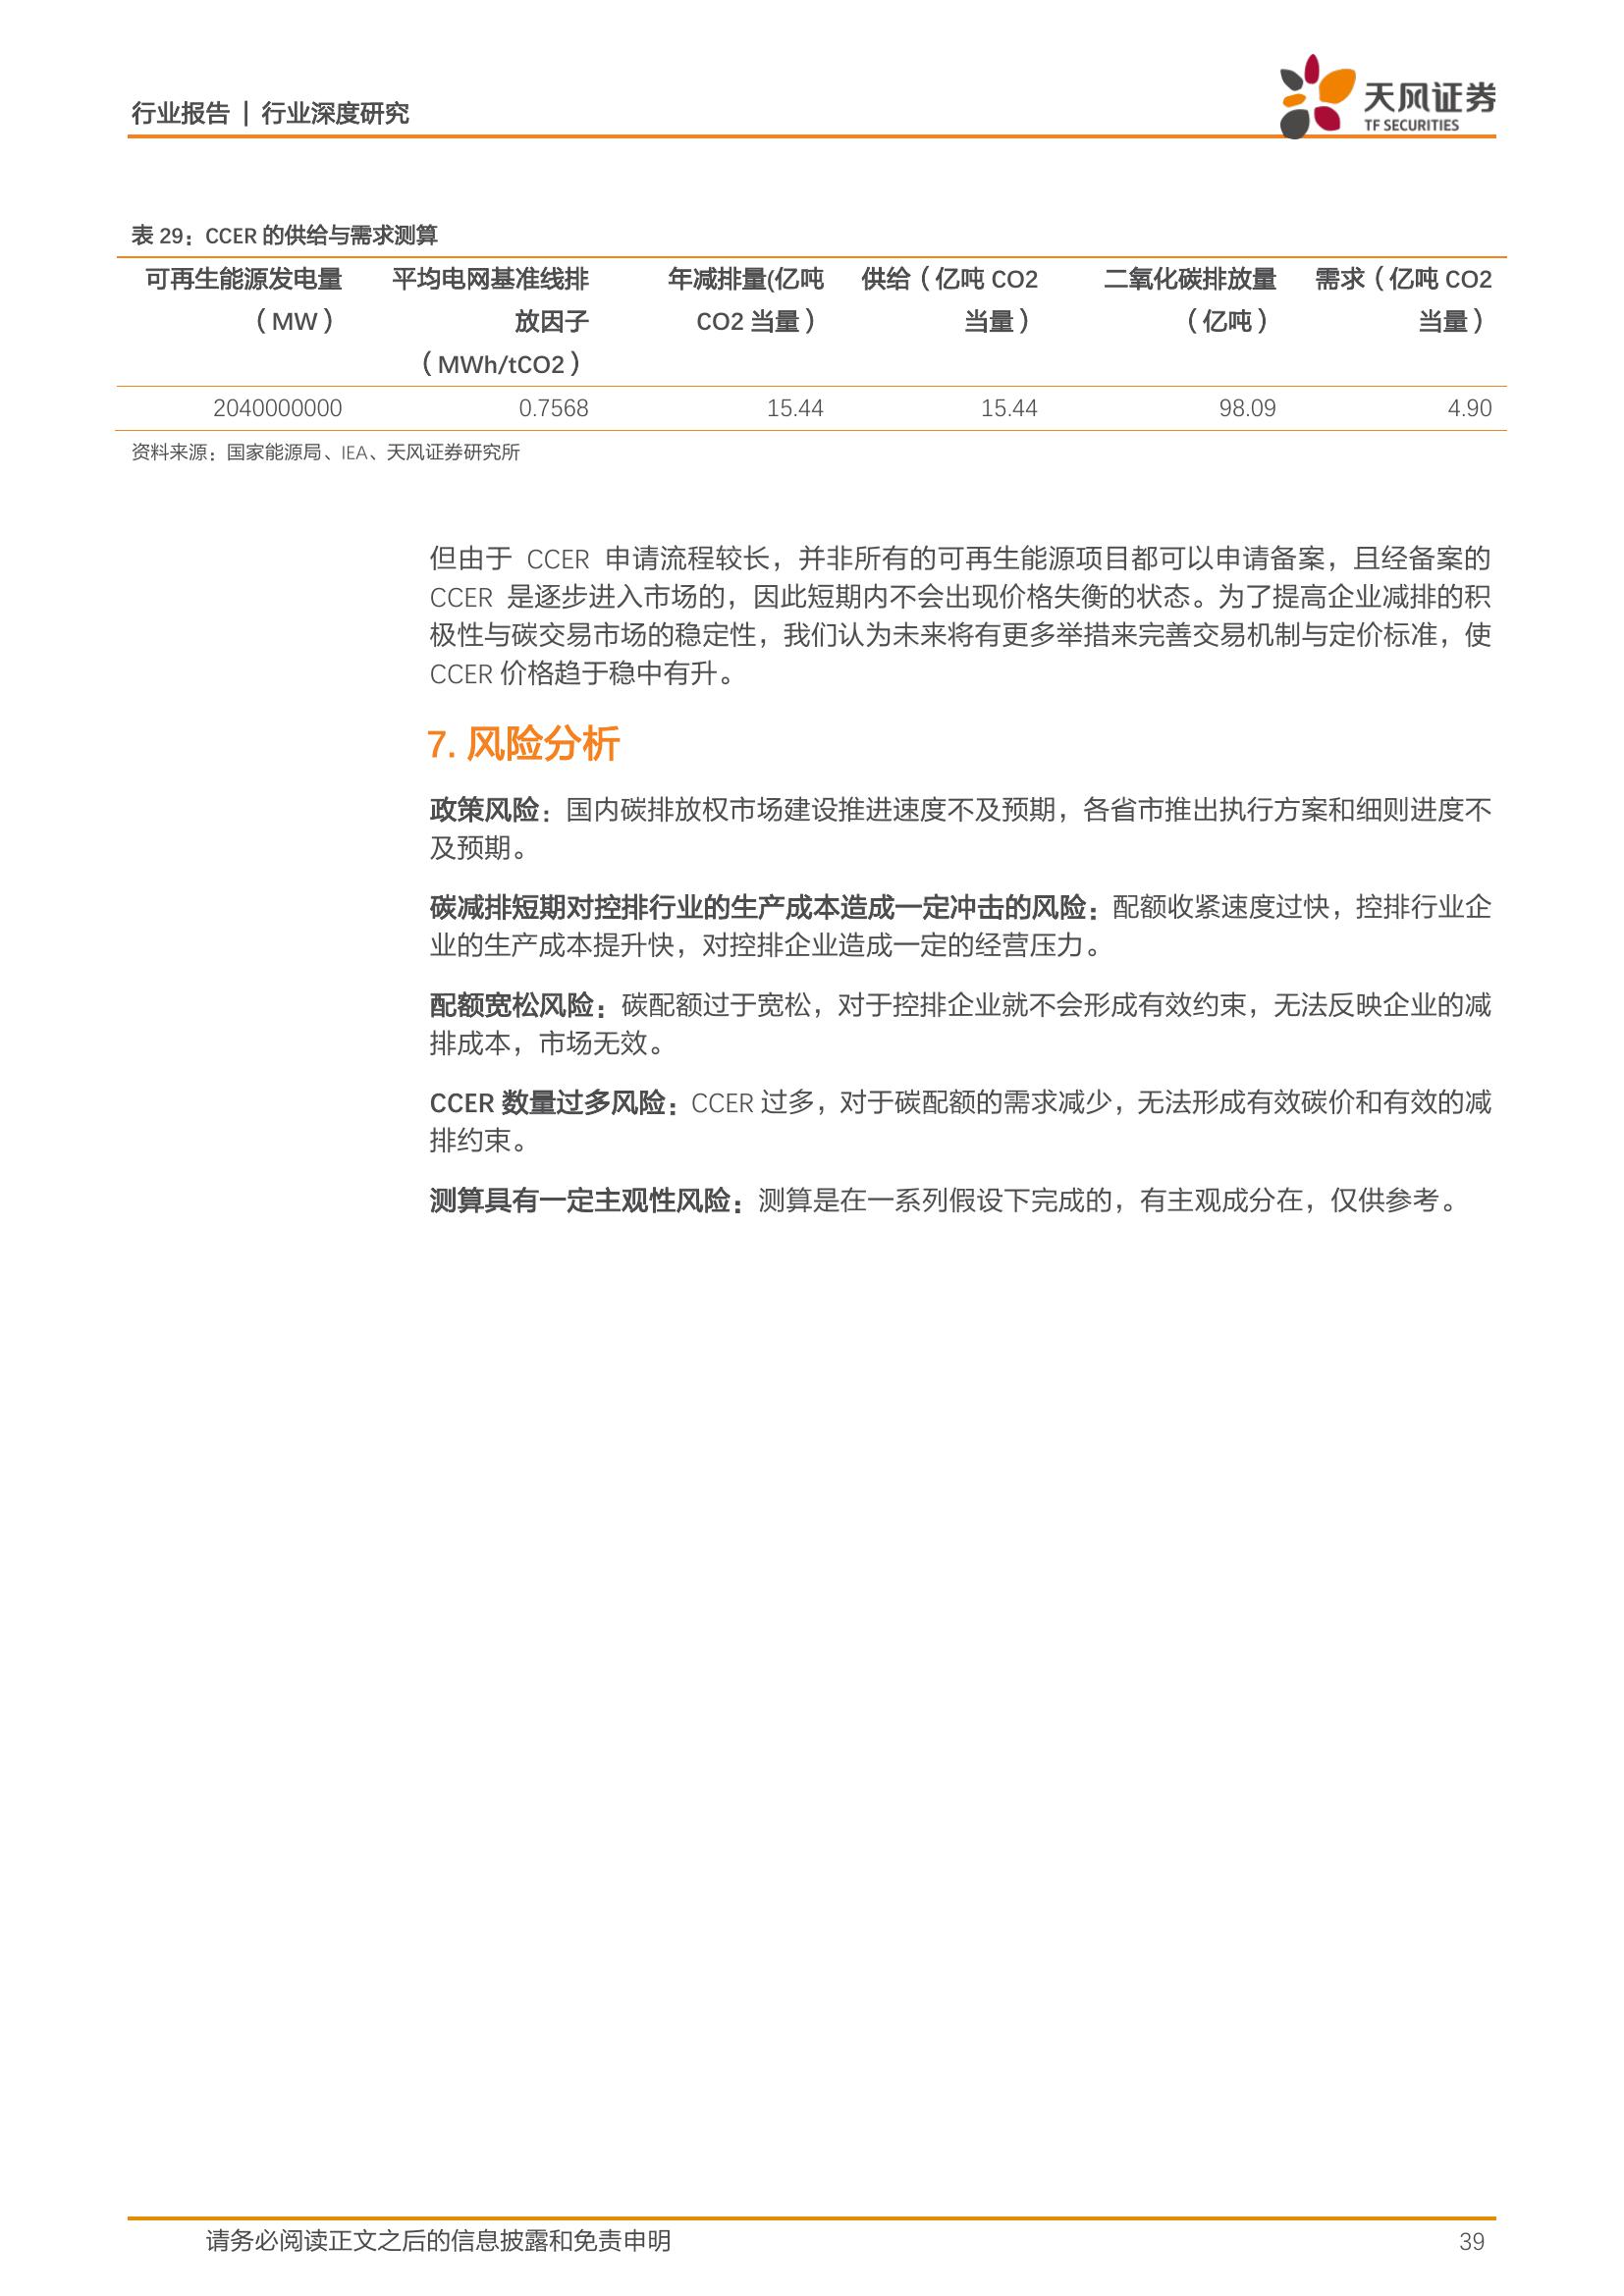 行业报告 | 行业深度研究
天风证券
TF SECURITIES
表 29：CCER 的供给与需求测算
可再生能源发电量（MW） 平均电网基准线排放因子（MWh/tCO2） 年减排量(亿吨 CO2 当量） 供给（亿吨 CO2 当量） 二氧化碳排放量（亿吨） 需求（亿吨 CO2 当量）
2040000000 0.7568 15.44 15.44 98.09 4.90
资料来源：国家能源局、IEA、天风证券研究所
但由于 CCER 申请流程较长，并非所有的可再生能源项目都可以申请备案，且经备案的
CCER 是逐步进入市场的，因此短期内不会出现价格失衡的状态。为了提高企业减排的积
极性与碳交易市场的稳定性，我们认为未来将有更多举措来完善交易机制与定价标准，使
CCER 价格趋于稳中有升。
7. 风险分析
政策风险：国内碳排放权市场建设推进速度不及预期，各省市推出执行方案和细则进度不
及预期。
碳减排短期对控排行业的生产成本造成一定冲击的风险：配额收紧速度过快，控排行业企
业的生产成本提升快，对控排企业造成一定的经营压力。
配额宽松风险：碳配额过于宽松，对于控排企业就不会形成有效约束，无法反映企业的减
排成本，市场无效。
CCER 数量过多风险：CCER 过多，对于碳配额的需求减少，无法形成有效碳价和有效的减
排约束。
测算具有一定主观性风险：测算是在一系列假设下完成的，有主观成分在，仅供参考。
请务必阅读正文之后的信息披露和免责申明
39